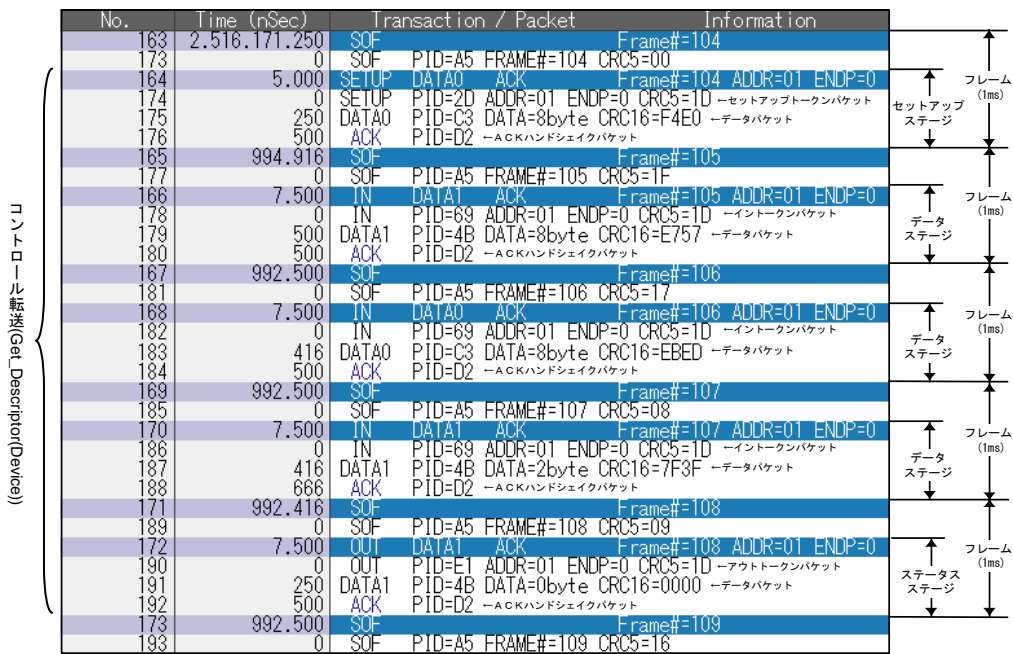 No. Time (nSec) Transaction / Packet Information
163 2.516.171.250 SOF Frame#=104
173 0 SOF PID=A5 FRAME#=104 CRC5=00
164 5.000 SETUP DATA0 ACK Frame#=104 ADDR=01 ENDP=0
174 0 SETUP PID=2D ADDR=01 ENDP=0 CRC5=1D ←セットアップトークンパケット
175 250 DATA0 PID=C3 DATA=8byte CRC16=F4E0 ←データパケット
176 500 ACK PID=D2 ←ACKハンドシェイクパケット
165 994.916 SOF Frame#=105
177 0 SOF PID=A5 FRAME#=105 CRC5=1F
166 7.500 IN DATA1 ACK Frame#=105 ADDR=01 ENDP=0
178 0 IN PID=69 ADDR=01 ENDP=0 CRC5=1D ←イントークンパケット
179 500 DATA1 PID=4B DATA=8byte CRC16=E757 ←データパケット
180 500 ACK PID=D2 ←ACKハンドシェイクパケット
167 992.500 SOF Frame#=106
181 0 SOF PID=A5 FRAME#=106 CRC5=17
168 7.500 IN DATA0 ACK Frame#=106 ADDR=01 ENDP=0
182 0 IN PID=69 ADDR=01 ENDP=0 CRC5=1D ←イントークンパケット
183 416 DATA0 PID=C3 DATA=8byte CRC16=EBED ←データパケット
184 500 ACK PID=D2 ←ACKハンドシェイクパケット
169 992.500 SOF Frame#=107
185 0 SOF PID=A5 FRAME#=107 CRC5=08
170 7.500 IN DATA1 ACK Frame#=107 ADDR=01 ENDP=0
186 0 IN PID=69 ADDR=01 ENDP=0 CRC5=1D ←イントークンパケット
187 416 DATA1 PID=4B DATA=2byte CRC16=7F3F ←データパケット
188 666 ACK PID=D2 ←ACKハンドシェイクパケット
171 992.416 SOF Frame#=108
189 0 SOF PID=A5 FRAME#=108 CRC5=09
172 7.500 OUT DATA1 ACK Frame#=108 ADDR=01 ENDP=0
190 0 OUT PID=E1 ADDR=01 ENDP=0 CRC5=1D ←アウトトークンパケット
191 250 DATA1 PID=4B DATA=0byte CRC16=0000 ←データパケット
192 500 ACK PID=D2 ←ACKハンドシェイクパケット
173 992.500 SOF Frame#=109
193 0 SOF PID=A5 FRAME#=109 CRC5=16
コントロール転送(Get_Descriptor(Device))
セットアップ
ステージ
フレーム
(1ms)
データ
ステージ
フレーム
(1ms)
データ
ステージ
フレーム
(1ms)
データ
ステージ
フレーム
(1ms)
ステータス
ステージ
フレーム
(1ms)